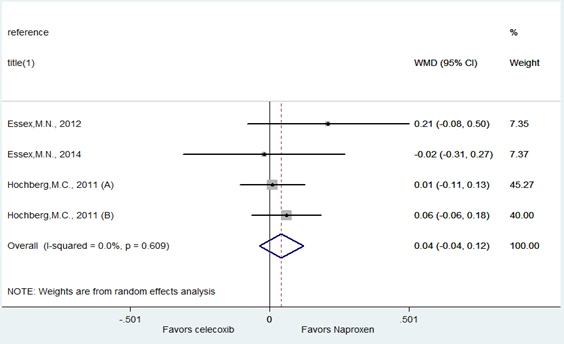 reference %
title(1) WMD (95% CI) Weight
Essex,M.N., 2012 0.21 (-0.08, 0.50) 7.35
Essex,M.N., 2014 -0.02 (-0.31, 0.27) 7.37
Hochberg,M.C., 2011 (A) 0.01 (-0.11, 0.13) 45.27
Hochberg,M.C., 2011 (B) 0.06 (-0.06, 0.18) 40.00
Overall (I-squared = 0.0%, p = 0.609) 0.04 (-0.04, 0.12) 100.00
NOTE: Weights are from random effects analysis
-.501 0 .501
Favors celecoxib Favors Naproxen